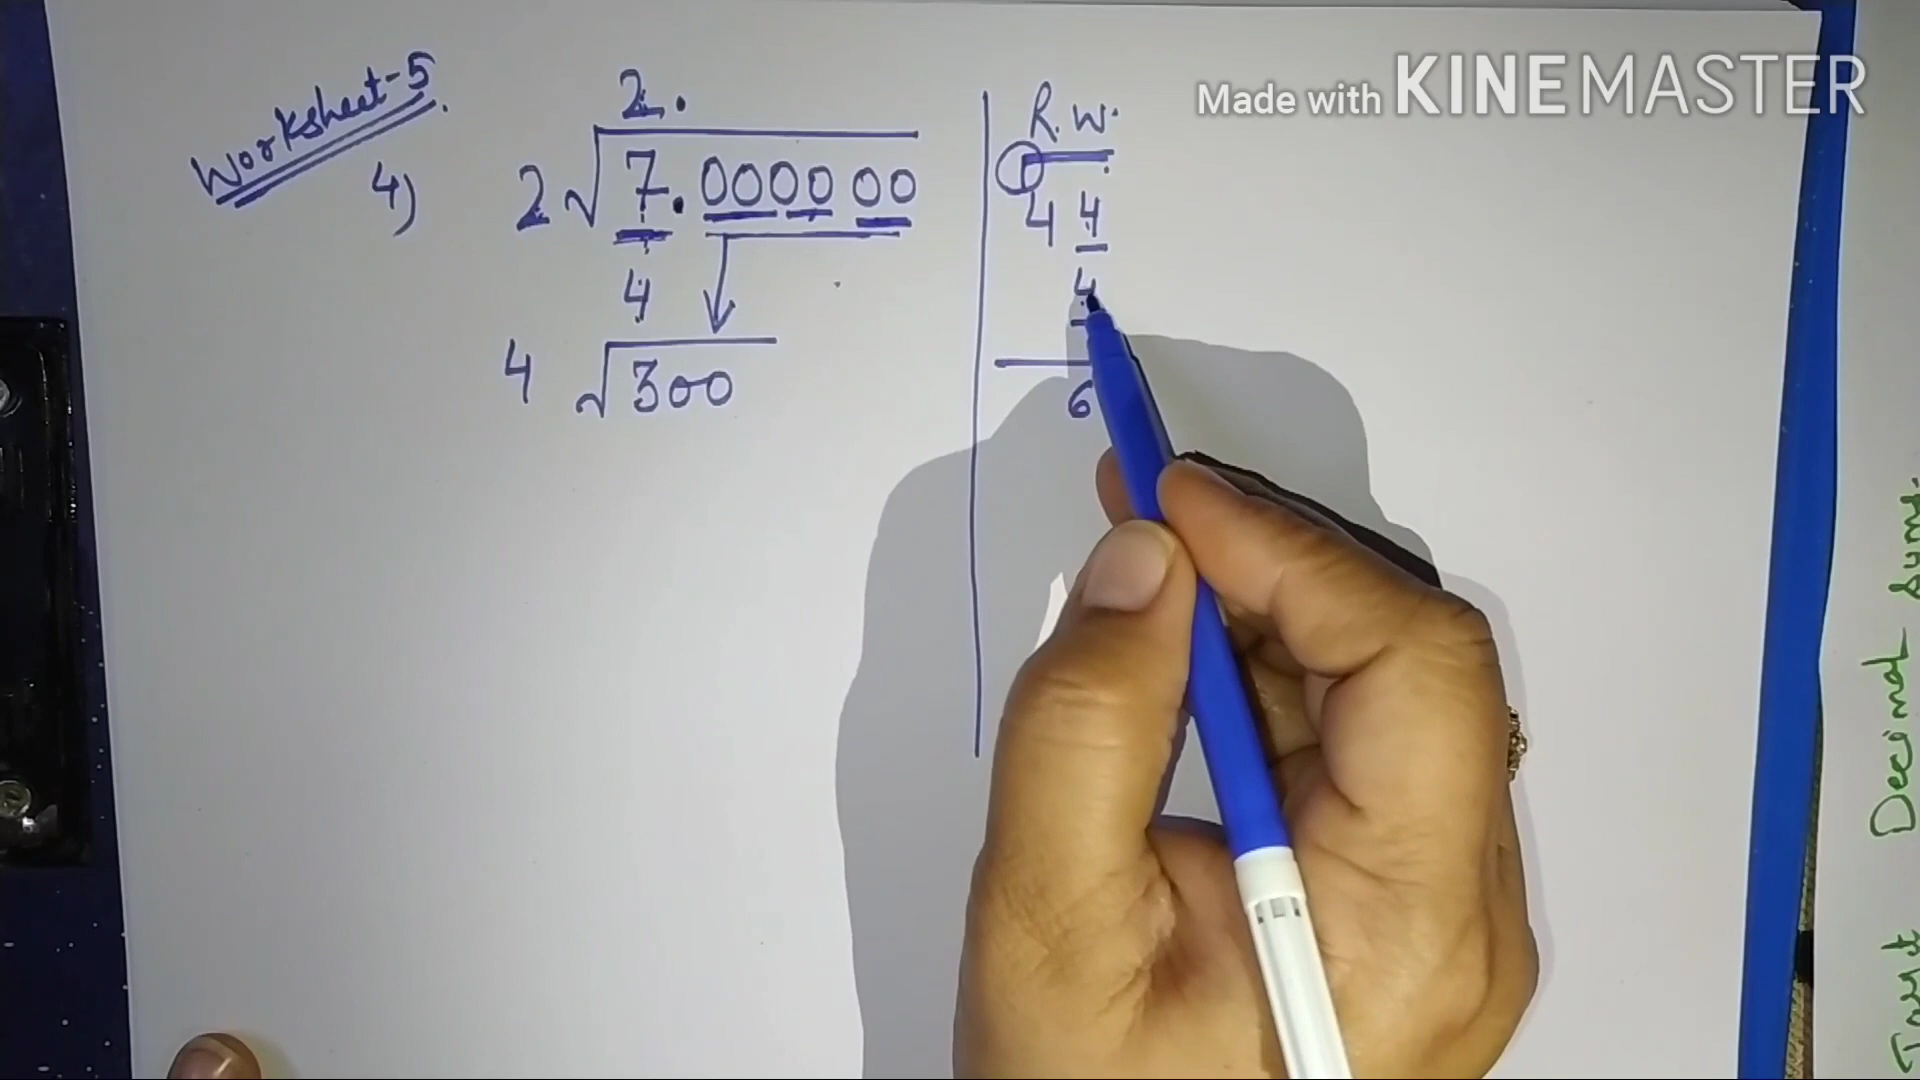 Made with KINEMASTER
Worksheet-5.
4)
2.
2 √7.000000
4
4 √300
R.W.
4 4
4
6
Decimal Sums.